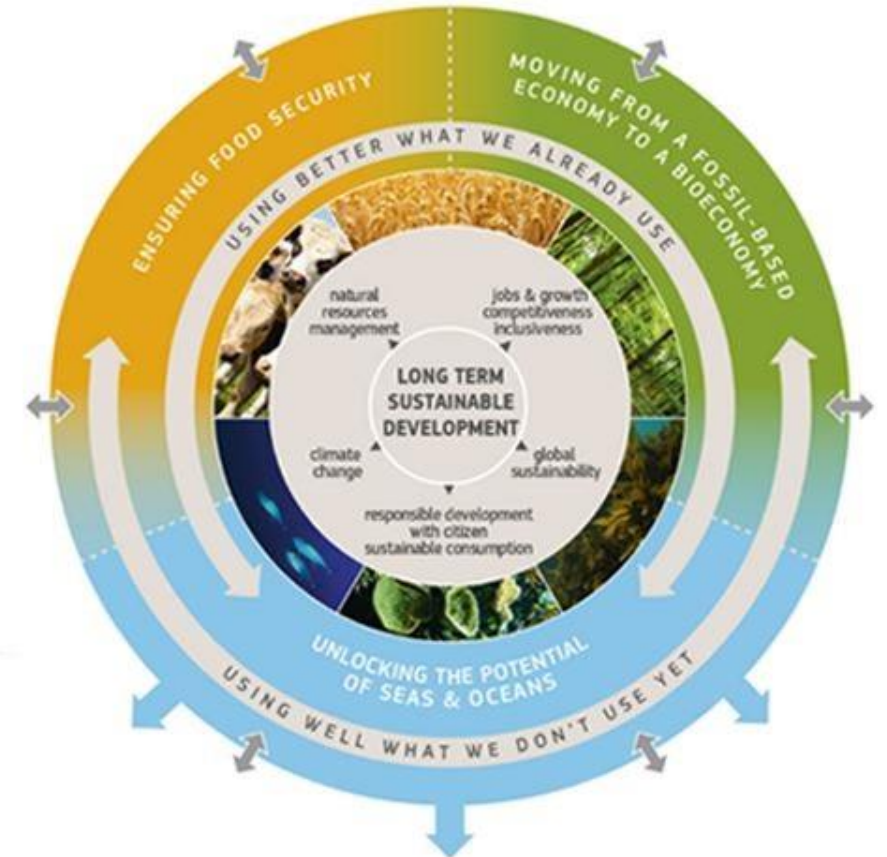 ENSURING FOOD SECURITY
MOVING FROM A FOSSIL-BASED
ECONOMY TO A BIOECONOMY
USING BETTER WHAT WE ALREADY USE
natural
resources
management
jobs & growth
competitiveness
inclusiveness
LONG TERM
SUSTAINABLE
DEVELOPMENT
climate
change
global
sustainability
responsible development
with citizen
sustainable consumption
UNLOCKING THE POTENTIAL
OF SEAS & OCEANS
USING WELL WHAT WE DON'T USE YET